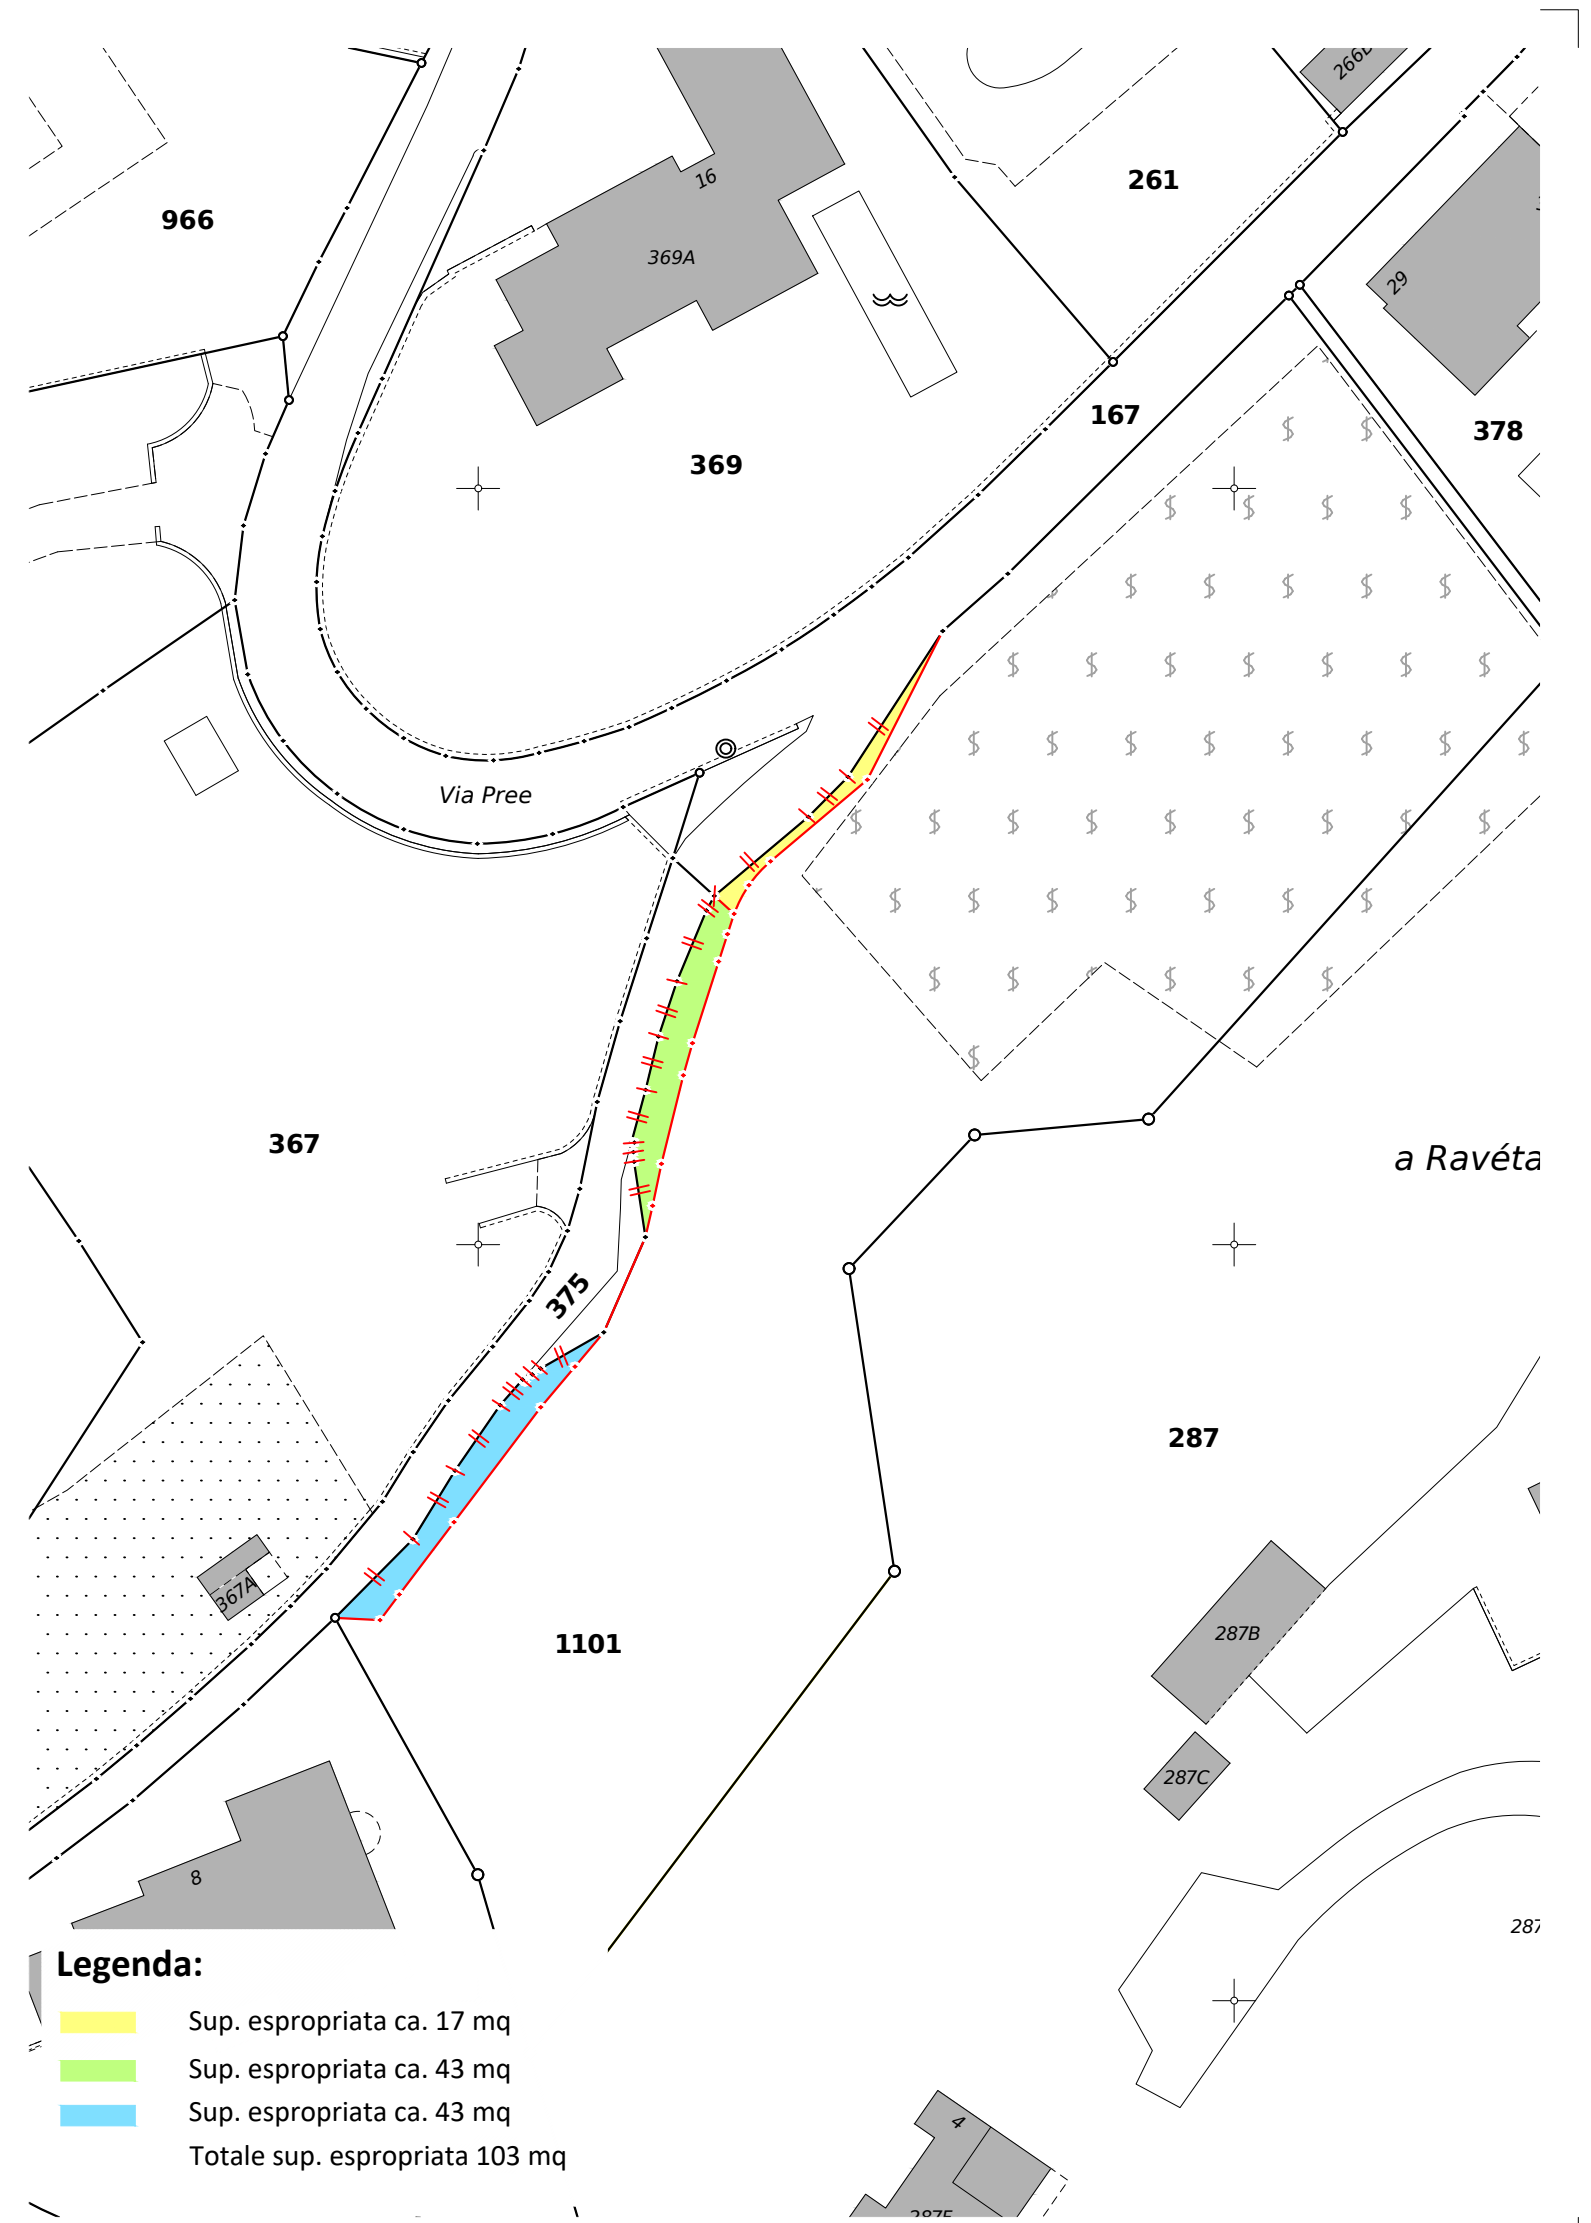 266B
16
261
966
369A
29
167
369
378
Via Pree
367
a Ravéta
375
287
367A
287B
1101
287C
8
287
Legenda:
Sup. espropriata ca. 17 mq
Sup. espropriata ca. 43 mq
Sup. espropriata ca. 43 mq
Totale sup. espropriata 103 mq
4